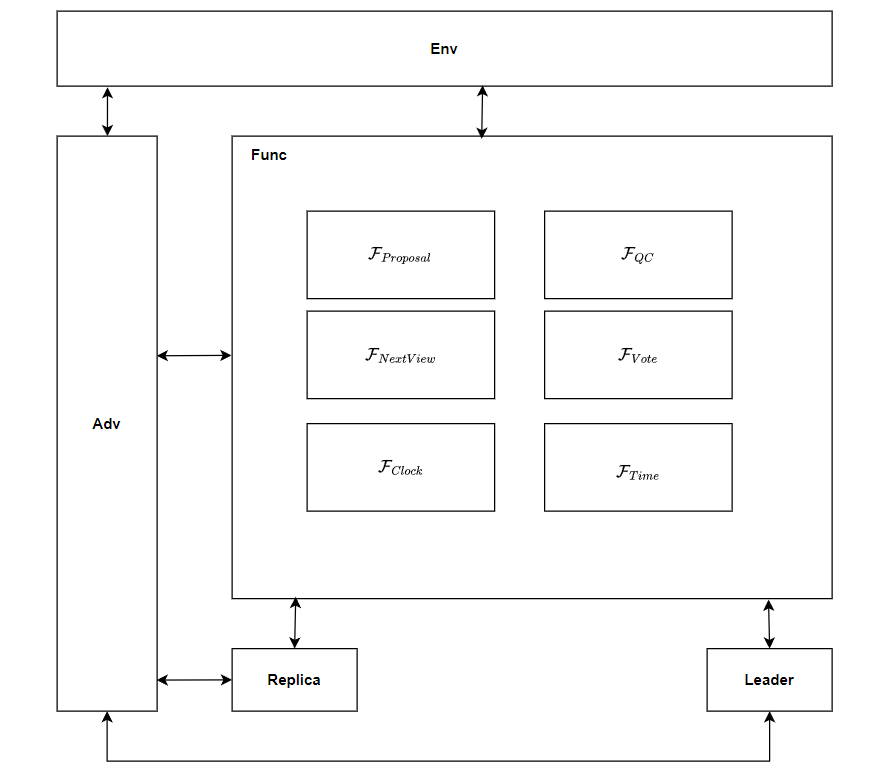 Env
Func
ℱ_Proposal
ℱ_QC
ℱ_NextView
ℱ_Vote
Adv
ℱ_Clock
ℱ_Time
Replica
Leader